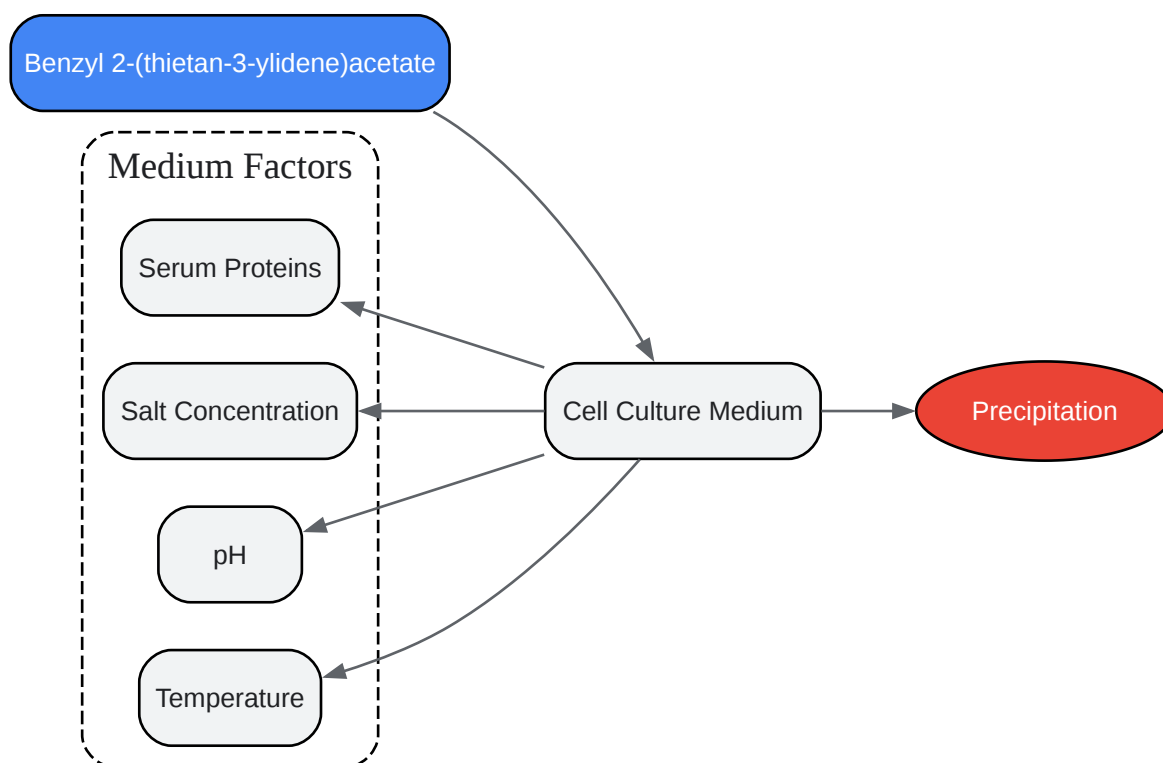 Benzyl 2-(thietan-3-ylidene)acetate
Medium Factors
Serum Proteins
Salt Concentration
Cell Culture Medium
Precipitation
pH
Temperature